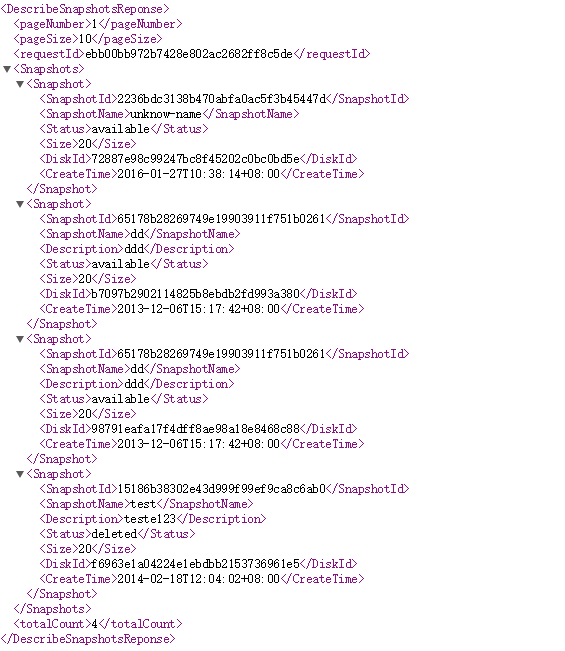 <DescribeSnapshotsReponse>
<pageNumber>1</pageNumber>
<pageSize>10</pageSize>
<requestId>ebb00bb972b7428e802ac2682ff8c5de</requestId>
<Snapshots>
<Snapshot>
<SnapshotId>2236bdc3138b470abfa0ac5f3b45447d</SnapshotId>
<SnapshotName>unknow-name</SnapshotName>
<Status>available</Status>
<Size>20</Size>
<DiskId>72887e98c99247bc8f45202c0bc0bd5e</DiskId>
<CreateTime>2016-01-27T10:38:14+08:00</CreateTime>
</Snapshot>
<Snapshot>
<SnapshotId>65178b28269749e19903911f751b0261</SnapshotId>
<SnapshotName>dd</SnapshotName>
<Description>ddd</Description>
<Status>available</Status>
<Size>20</Size>
<DiskId>b7097b2902114825b8ebdb2fd993a380</DiskId>
<CreateTime>2013-12-06T15:17:42+08:00</CreateTime>
</Snapshot>
<Snapshot>
<SnapshotId>65178b28269749e19903911f751b0261</SnapshotId>
<SnapshotName>dd</SnapshotName>
<Description>ddd</Description>
<Status>available</Status>
<Size>20</Size>
<DiskId>98791eafa17f4dff8ae98a18e8468c88</DiskId>
<CreateTime>2013-12-06T15:17:42+08:00</CreateTime>
</Snapshot>
<Snapshot>
<SnapshotId>15186b38302e43d999f99ef9ca8c6ab0</SnapshotId>
<SnapshotName>test</SnapshotName>
<Description>teste123</Description>
<Status>deleted</Status>
<Size>20</Size>
<DiskId>f6963e1a04224e1ebdbb2153736961e5</DiskId>
<CreateTime>2014-02-18T12:04:02+08:00</CreateTime>
</Snapshot>
</Snapshots>
<totalCount>4</totalCount>
</DescribeSnapshotsReponse>